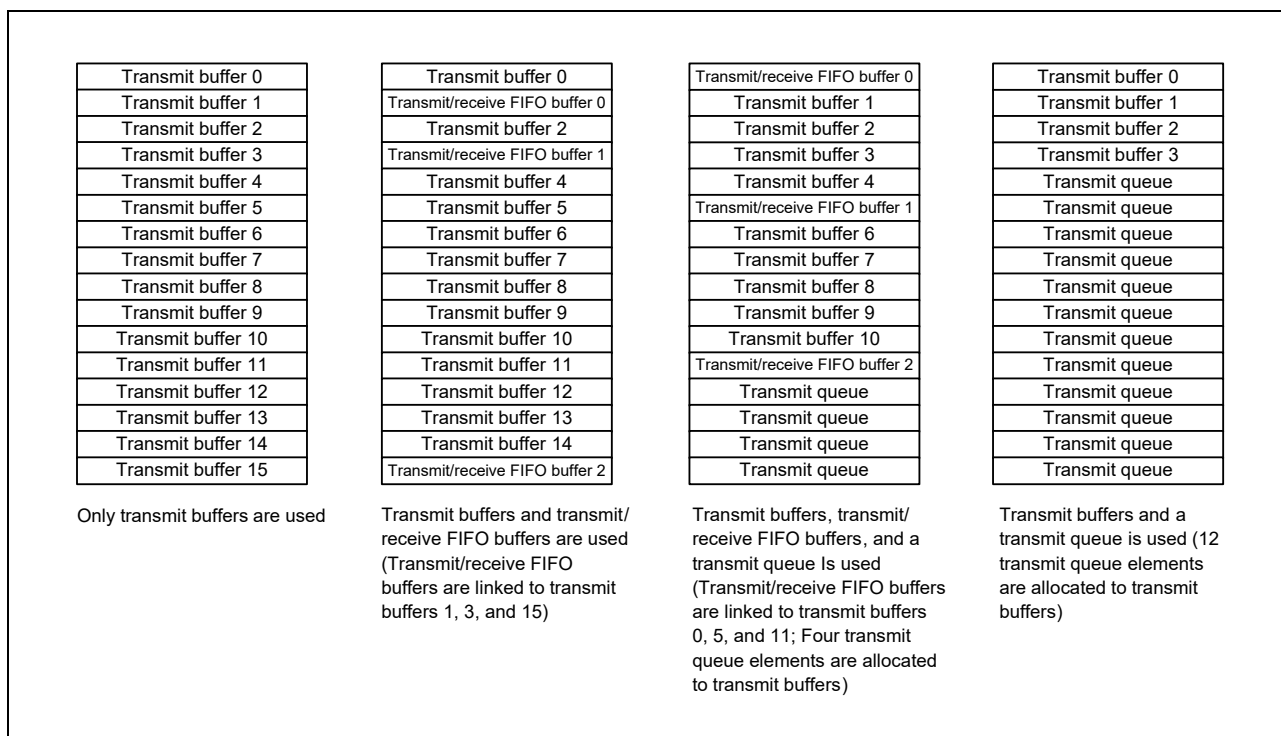 Transmit buffer 0
Transmit buffer 1
Transmit buffer 2
Transmit buffer 3
Transmit buffer 4
Transmit buffer 5
Transmit buffer 6
Transmit buffer 7
Transmit buffer 8
Transmit buffer 9
Transmit buffer 10
Transmit buffer 11
Transmit buffer 12
Transmit buffer 13
Transmit buffer 14
Transmit buffer 15
Only transmit buffers are used
Transmit buffer 0
Transmit/receive FIFO buffer 0
Transmit buffer 2
Transmit/receive FIFO buffer 1
Transmit buffer 4
Transmit buffer 5
Transmit buffer 6
Transmit buffer 7
Transmit buffer 8
Transmit buffer 9
Transmit buffer 10
Transmit buffer 11
Transmit buffer 12
Transmit buffer 13
Transmit buffer 14
Transmit/receive FIFO buffer 2
Transmit buffers and transmit/
receive FIFO buffers are used
(Transmit/receive FIFO
buffers are linked to transmit
buffers 1, 3, and 15)
Transmit/receive FIFO buffer 0
Transmit buffer 1
Transmit buffer 2
Transmit buffer 3
Transmit buffer 4
Transmit/receive FIFO buffer 1
Transmit buffer 6
Transmit buffer 7
Transmit buffer 8
Transmit buffer 9
Transmit buffer 10
Transmit/receive FIFO buffer 2
Transmit queue
Transmit queue
Transmit queue
Transmit queue
Transmit buffers, transmit/
receive FIFO buffers, and a
transmit queue Is used
(Transmit/receive FIFO buffers
are linked to transmit buffers
0, 5, and 11; Four transmit
queue elements are allocated
to transmit buffers)
Transmit buffer 0
Transmit buffer 1
Transmit buffer 2
Transmit buffer 3
Transmit queue
Transmit queue
Transmit queue
Transmit queue
Transmit queue
Transmit queue
Transmit queue
Transmit queue
Transmit queue
Transmit queue
Transmit queue
Transmit queue
Transmit buffers and a
transmit queue is used (12
transmit queue elements
are allocated to transmit
buffers)